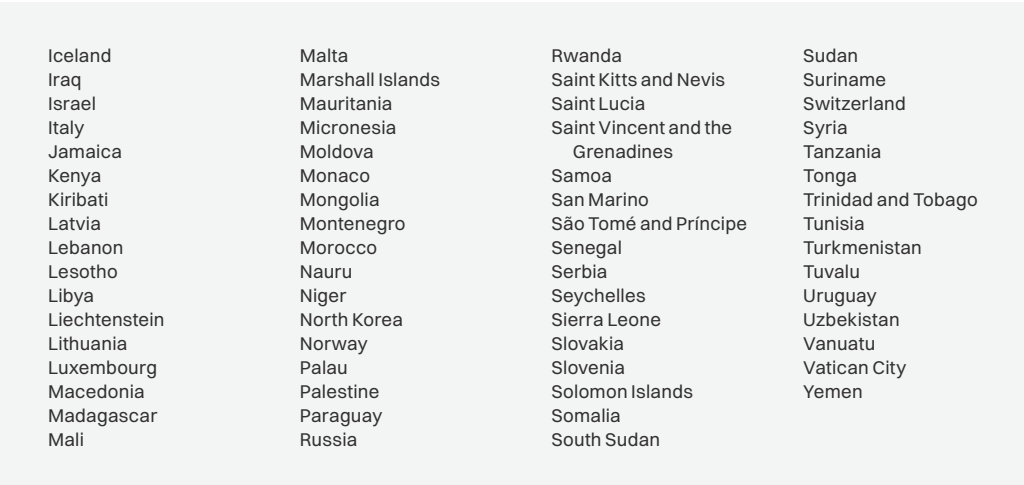 Iceland
Iraq
Israel
Italy
Jamaica
Kenya
Kiribati
Latvia
Lebanon
Lesotho
Libya
Liechtenstein
Lithuania
Luxembourg
Macedonia
Madagascar
Mali
Malta
Marshall Islands
Mauritania
Micronesia
Moldova
Monaco
Mongolia
Montenegro
Morocco
Nauru
Niger
North Korea
Norway
Palau
Palestine
Paraguay
Russia
Rwanda
Saint Kitts and Nevis
Saint Lucia
Saint Vincent and the
Grenadines
Samoa
San Marino
São Tomé and Príncipe
Senegal
Serbia
Seychelles
Sierra Leone
Slovakia
Slovenia
Solomon Islands
Somalia
South Sudan
Sudan
Suriname
Switzerland
Syria
Tanzania
Tonga
Trinidad and Tobago
Tunisia
Turkmenistan
Tuvalu
Uruguay
Uzbekistan
Vanuatu
Vatican City
Yemen